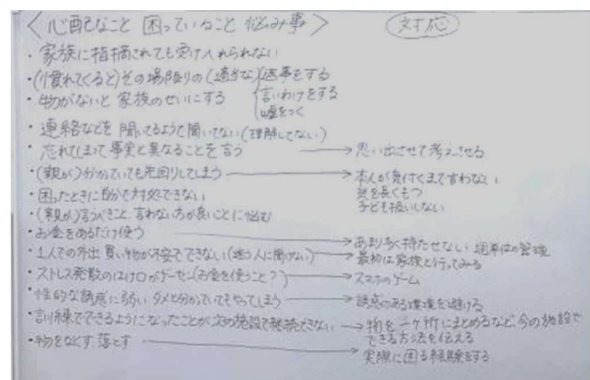 〈心配なこと 困っていること 悩み事〉 対応
・家族に指摘されても受け入れられない
・(慣れてくると)その場限りの(適当な)返事をする
言いわけをする
嘘をつく
・物がないと家族のせいにする
・連絡などを聞いてるようで聞いてない(理解してない)
・忘れてしまって事実と異なることを言う → 思い出させて考えさせる
・(親が)分かっていても先回りしてしまう → 本人が気付くまで言わない
気を長くもつ
子ども扱いしない
・困ったときに自分で対処できない
・(親が)言うべきこと、言わない方が良いことに悩む
・お金をあるだけ使う → あまり多く持たせない 週単位の管理
・1人での外出 買い物が不安でできない(迷う人に聞けない) → 最初は家族と行ってみる
・ストレス発散のはけ口がゲーセン(お金を使うこと?) → スマホのゲーム
・性的な誘惑に弱い ダメと分かっていてもやってしまう → 誘惑のある環境を避ける
・訓練でできるようになったことが次の施設で継続できない → 物を一ヶ所にまとめるなど、今の施設で
できる方法を伝える
・物をなくす 落とす → 実際に困る経験をする